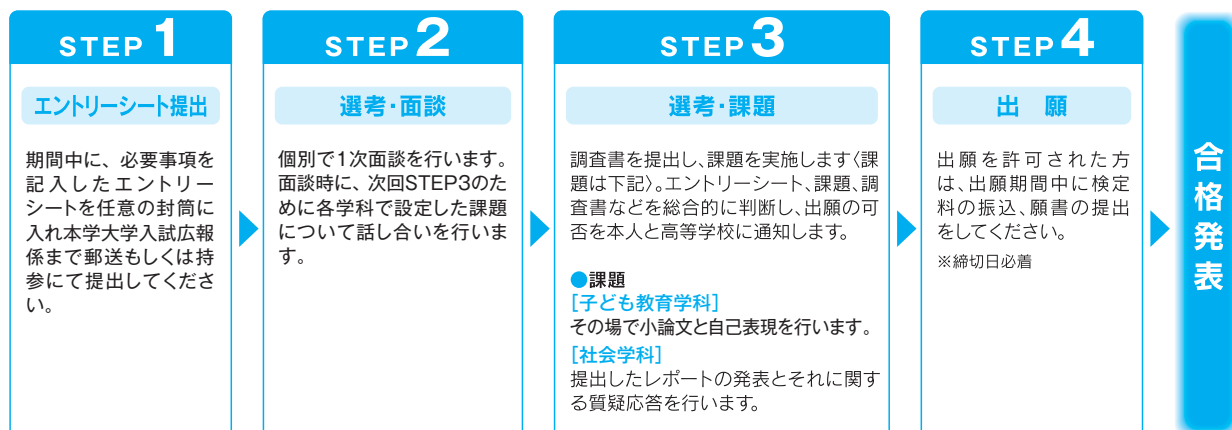 STEP 1
エントリーシート提出
期間中に、必要事項を
記入したエントリー
シートを任意の封筒に
入れ本学大学入試広報
係まで郵送もしくは持
参にて提出してくださ
い。
STEP 2
選考・面談
個別で1次面談を行います。
面談時に、次回STEP3のた
めに各学科で設定した課題
について話し合いを行いま
す。
STEP 3
選考・課題
調査書を提出し、課題を実施します〈課
題は下記〉。エントリーシート、課題、調
査書などを総合的に判断し、出願の可
否を本人と高等学校に通知します。
●課題
[子ども教育学科]
その場で小論文と自己表現を行います。
[社会学科]
提出したレポートの発表とそれに関す
る質疑応答を行います。
STEP 4
出 願
出願を許可された方
は、出願期間中に検定
料の振込、願書の提出
をしてください。
※締切日必着
合格発表